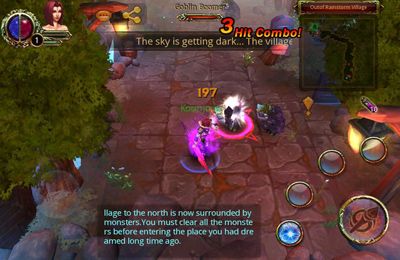 Goblin Boomer
Out of Rainstorm Village
3 Hit Combo!
The sky is getting dark... The village
1
197
llage to the north is now surrounded by
monsters.You must clear all the monste
rs before entering the place you had dre
amed long time ago.